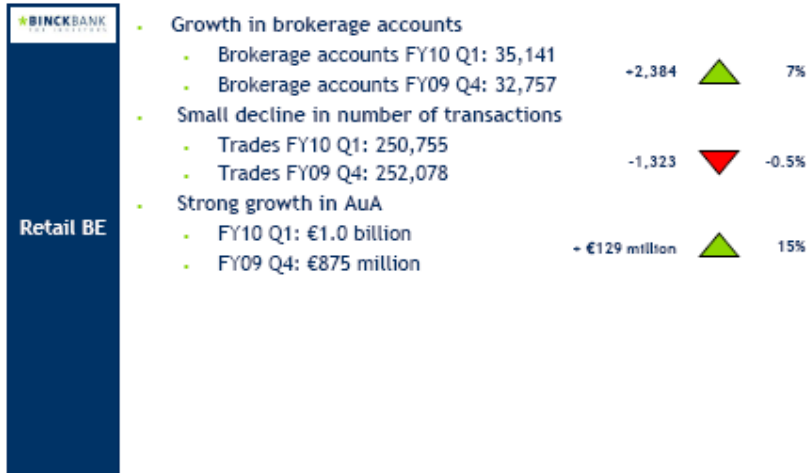 BINCKBANK
FOR INVESTORS
Growth in brokerage accounts
Brokerage accounts FY10 Q1: 35,141
Brokerage accounts FY09 Q4: 32,757
+2,384 7%
Small decline in number of transactions
Trades FY10 Q1: 250,755
Trades FY09 Q4: 252,078
-1,323 -0.5%
Strong growth in AuA
FY10 Q1: €1.0 billion
FY09 Q4: €875 million
+ €129 million 15%
Retail BE